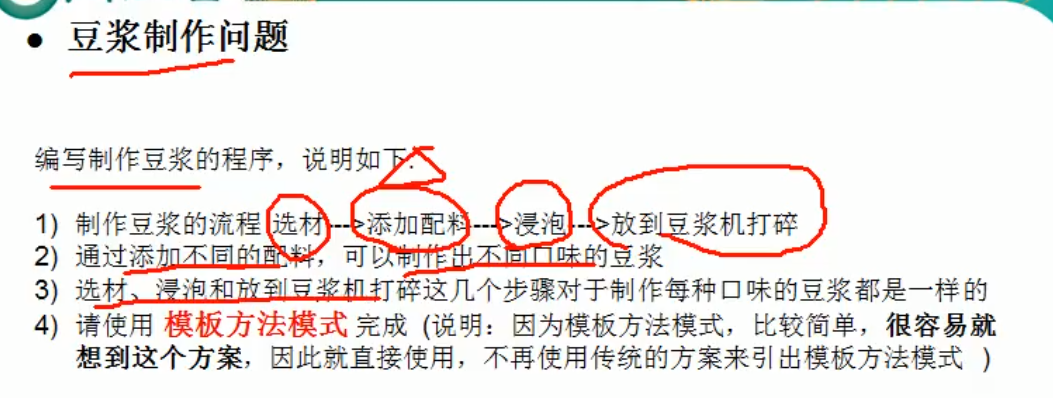 ● 豆浆制作问题
编写制作豆浆的程序，说明如下:
1) 制作豆浆的流程 选材--->添加配料--->浸泡--->放到豆浆机打碎
2) 通过添加不同的配料，可以制作出不同口味的豆浆
3) 选材、浸泡和放到豆浆机打碎这几个步骤对于制作每种口味的豆浆都是一样的
4) 请使用 模板方法模式 完成 (说明：因为模板方法模式，比较简单，很容易就
想到这个方案，因此就直接使用，不再使用传统的方案来引出模板方法模式 )